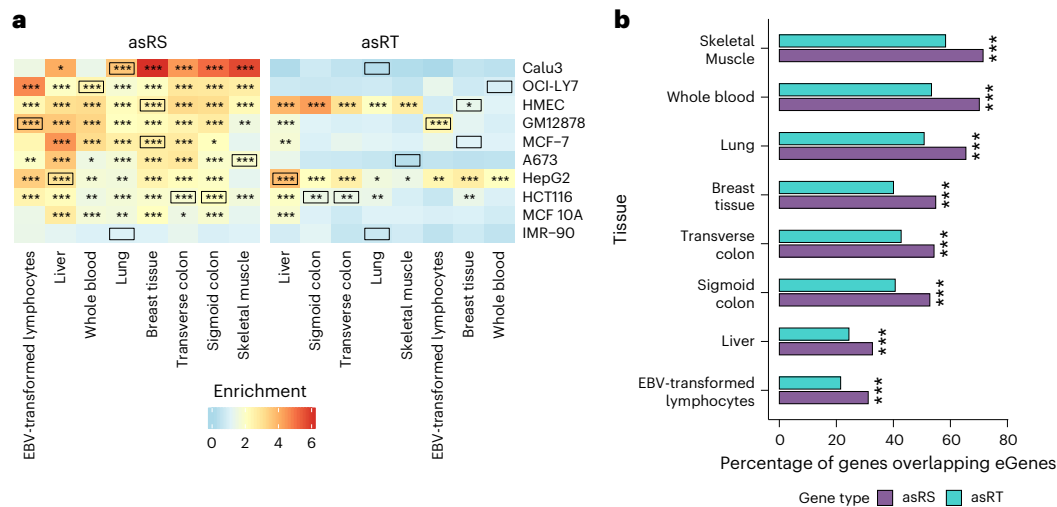 a
asRS
asRT
* *** *** *** *** *** Calu3
*** *** *** *** *** *** *** OCI-LY7
*** *** *** *** *** *** *** *** *** *** *** *** *** * HMEC
*** *** *** *** *** *** *** ** *** *** GM12878
*** *** *** *** *** * ** MCF-7
** *** * ** *** *** *** *** A673
*** *** ** ** *** *** *** *** *** *** * * ** *** *** HepG2
*** *** ** ** *** *** *** *** *** ** ** ** ** HCT116
*** *** ** *** * *** *** MCF 10A
IMR-90
EBV-transformed lymphocytes
Liver
Whole blood
Lung
Breast tissue
Transverse colon
Sigmoid colon
Skeletal muscle
Liver
Sigmoid colon
Transverse colon
Lung
Skeletal muscle
EBV-transformed lymphocytes
Breast tissue
Whole blood
Enrichment
0 2 4 6
b
Tissue
Skeletal
Muscle
***
Whole blood
***
Lung
***
Breast
tissue
***
Transverse
colon
***
Sigmoid
colon
***
Liver
***
EBV-transformed
lymphocytes
***
0 20 40 60 80
Percentage of genes overlapping eGenes
Gene type asRS asRT